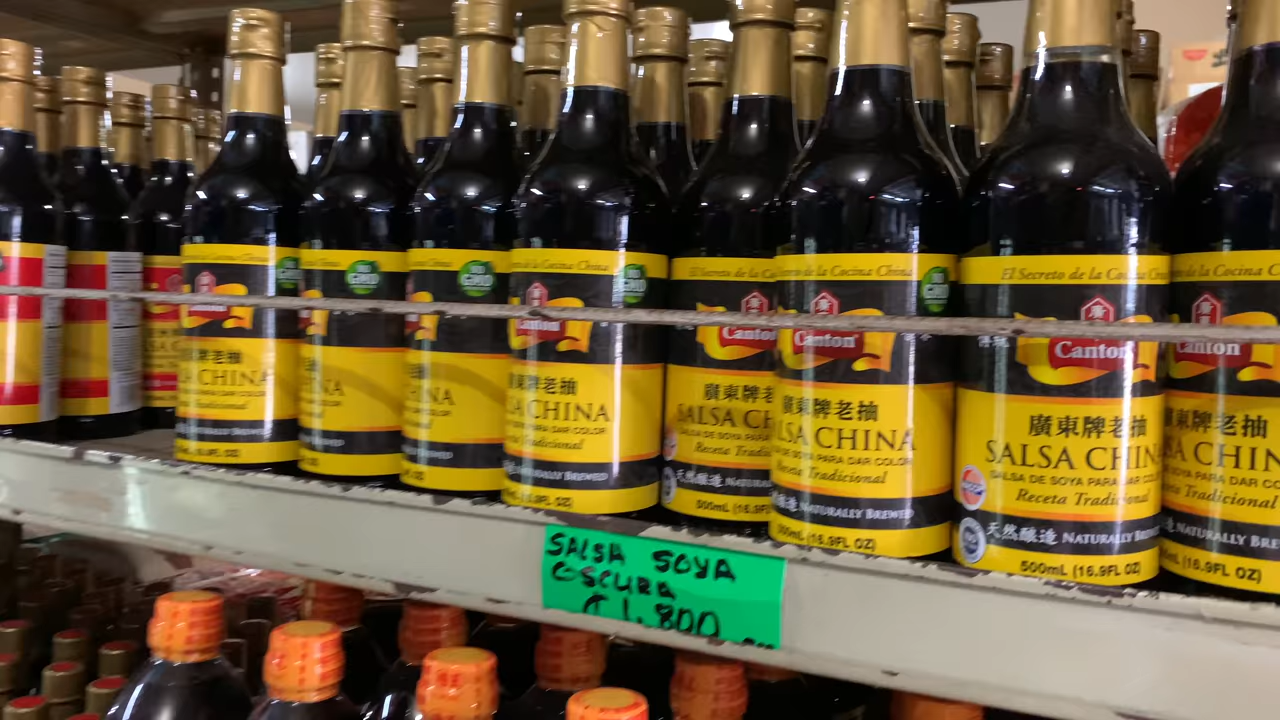 El Secreto de la Cocina China
Canton
廣東牌老抽
SALSA CHINA
SALSA DE SOYA PARA DAR COLOR
Receta Tradicional
天然釀造 NATURALLY BREWED
500mL (16.9FL OZ)
SALSA SOYA
OSCURA
₡1,800